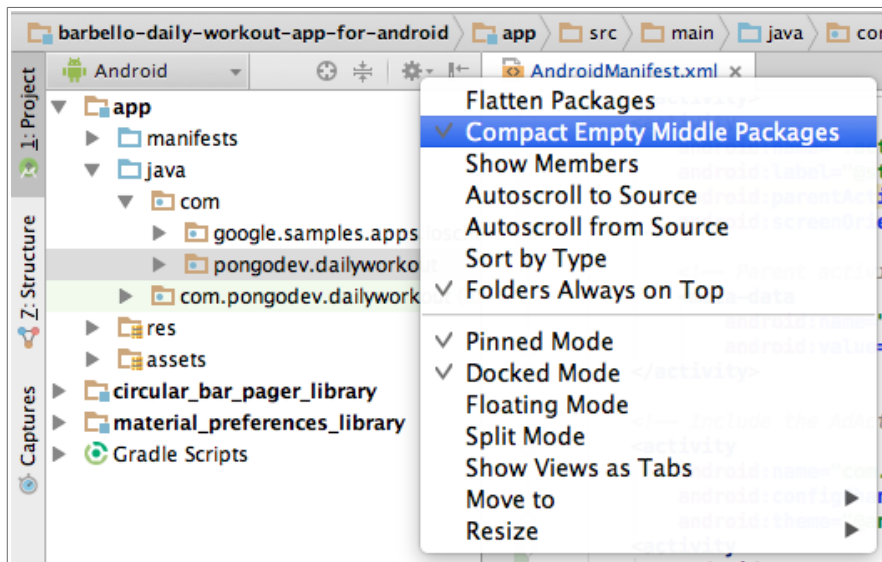 barbello-daily-workout-app-for-android app src main java
Android
AndroidManifest.xml
1: Project
7: Structure
Captures
app
manifests
java
com
google.samples.apps
pongodev.dailyworkout
com.pongodev.dailyworkout
res
assets
circular_bar_pager_library
material_preferences_library
Gradle Scripts
Flatten Packages
Compact Empty Middle Packages
Show Members
Autoscroll to Source
Autoscroll from Source
Sort by Type
Folders Always on Top
Pinned Mode
Docked Mode
Floating Mode
Split Mode
Show Views as Tabs
Move to
Resize